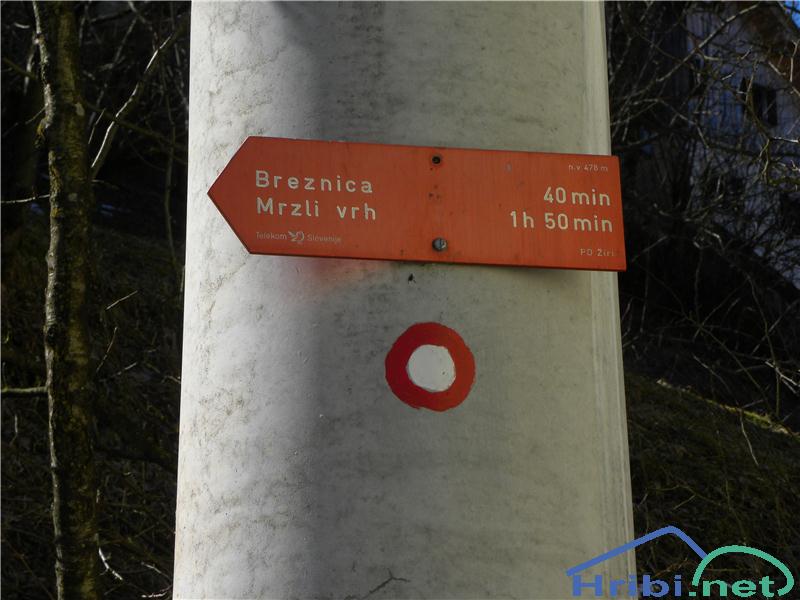 n.v. 478 m
Breznica 40 min
Mrzli vrh 1h 50 min
Telekom Slovenije PD Žiri
Hribi.net